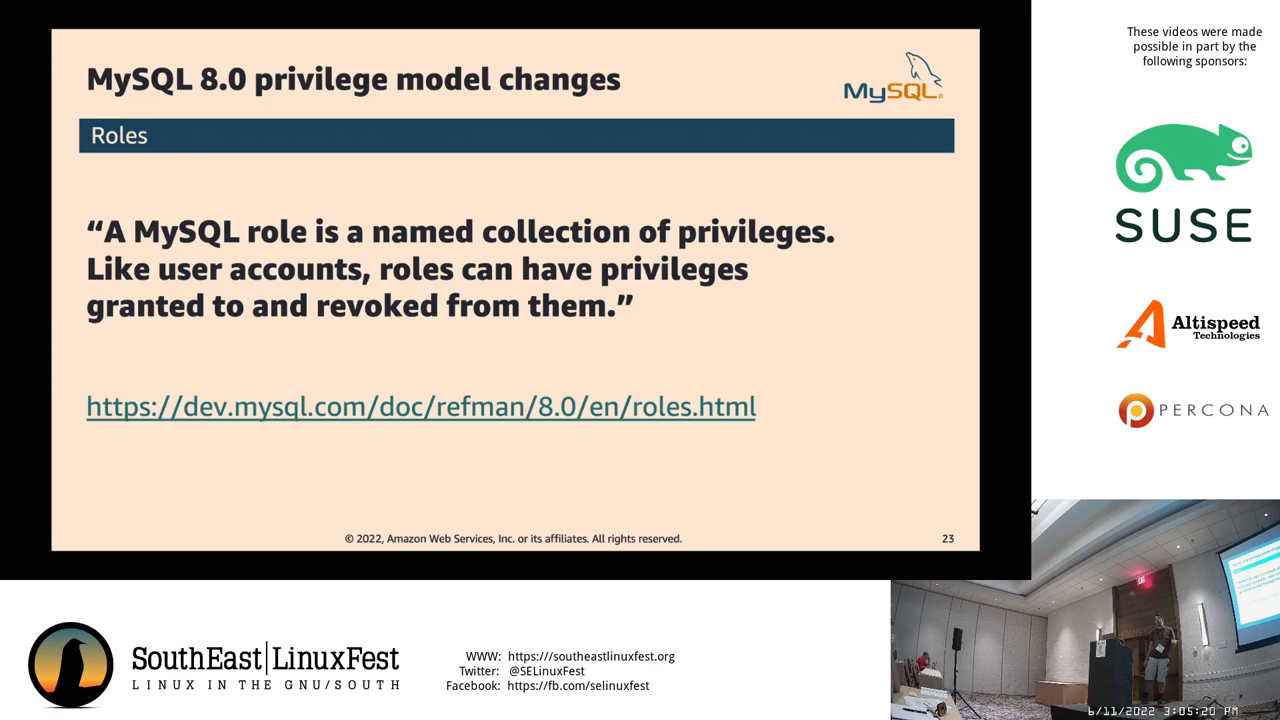 MySQL 8.0 privilege model changes
MySQL®
Roles
“A MySQL role is a named collection of privileges.
Like user accounts, roles can have privileges
granted to and revoked from them.”
https://dev.mysql.com/doc/refman/8.0/en/roles.html
© 2022, Amazon Web Services, Inc. or its affiliates. All rights reserved.
23
These videos were made
possible in part by the
following sponsors:
SUSE
Altispeed
Technologies
PERCONA
SouthEast|LinuxFest
LINUX IN THE GNU/SOUTH
WWW: https:///southeastlinuxfest.org
Twitter: @SELinuxFest
Facebook: https://fb.com/selinuxfest
6/11/2022 3:05:20 PM